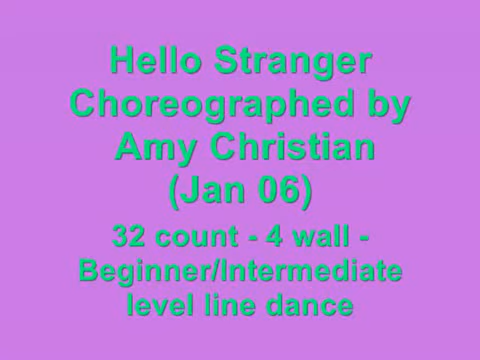 Hello Stranger
Choreographed by
Amy Christian
(Jan 06)
32 count - 4 wall -
Beginner/Intermediate
level line dance